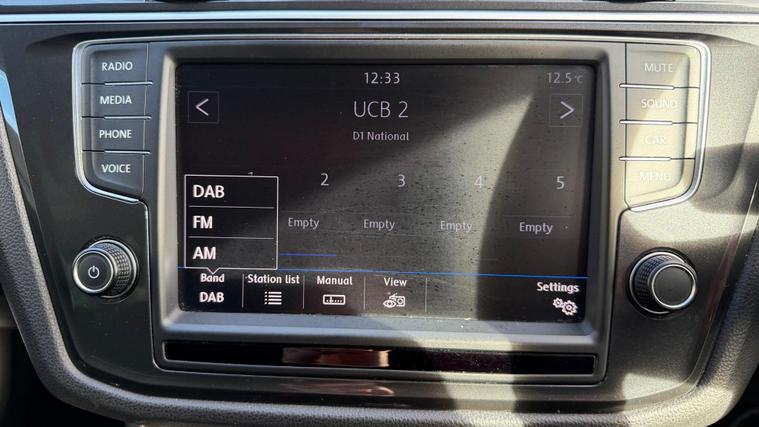 RADIO
MEDIA
PHONE
VOICE
12:33
12.5 °C
UCB 2
D1 National
MUTE
SOUND
CAR
MENU
2 3 4 5
Empty Empty Empty Empty
DAB
FM
AM
Band
DAB
Station list
Manual
View
Settings